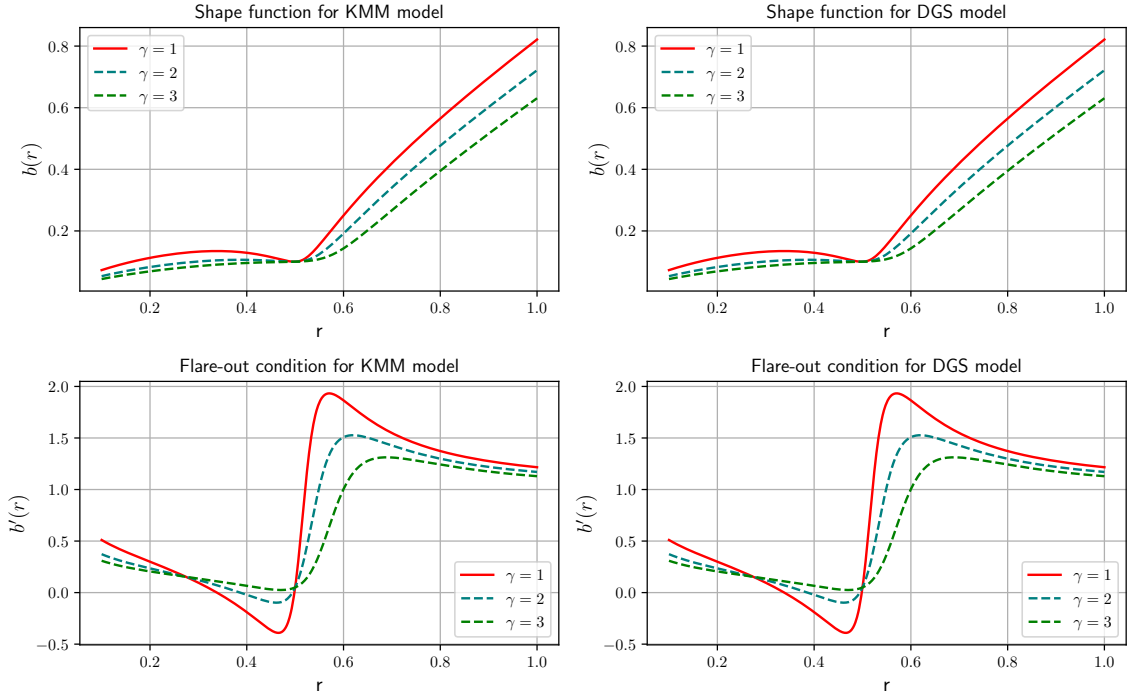 Shape function for KMM model
b(r)
0.8
0.6
0.4
0.2
γ = 1
γ = 2
γ = 3
0.2 0.4 0.6 0.8 1.0
r
Shape function for DGS model
b(r)
0.8
0.6
0.4
0.2
γ = 1
γ = 2
γ = 3
0.2 0.4 0.6 0.8 1.0
r
Flare-out condition for KMM model
b′(r)
2.0
1.5
1.0
0.5
0.0
−0.5
γ = 1
γ = 2
γ = 3
0.2 0.4 0.6 0.8 1.0
r
Flare-out condition for DGS model
b′(r)
2.0
1.5
1.0
0.5
0.0
−0.5
γ = 1
γ = 2
γ = 3
0.2 0.4 0.6 0.8 1.0
r